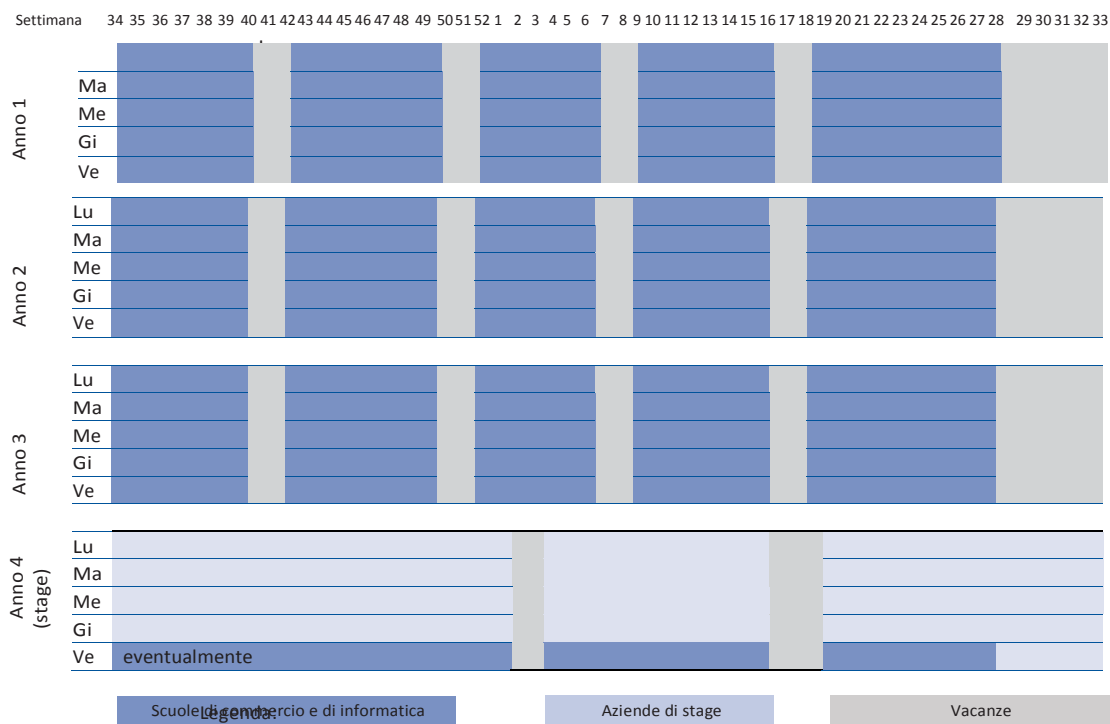 Settimana 34 35 36 37 38 39 40 41 42 43 44 45 46 47 48 49 50 51 52 1 2 3 4 5 6 7 8 9 10 11 12 13 14 15 16 17 18 19 20 21 22 23 24 25 26 27 28 29 30 31 32 33
Anno 1
Ma
Me
Gi
Ve
Anno 2
Lu
Ma
Me
Gi
Ve
Anno 3
Lu
Ma
Me
Gi
Ve
Anno 4
(stage)
Lu
Ma
Me
Gi
Ve eventualmente
Legenda:
Scuole di commercio e di informatica
Aziende di stage
Vacanze